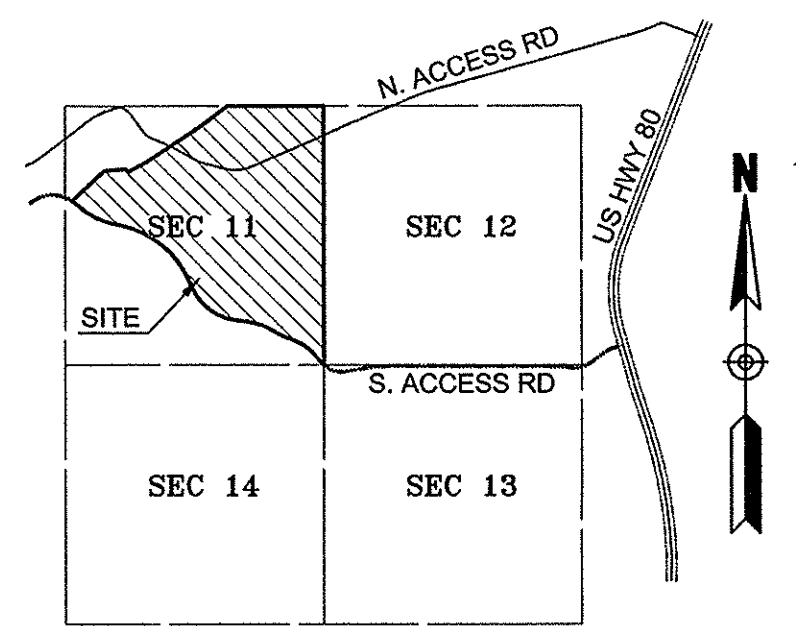 N. ACCESS RD
US HWY 80
N
SEC 11
SEC 12
SITE
S. ACCESS RD
SEC 14
SEC 13